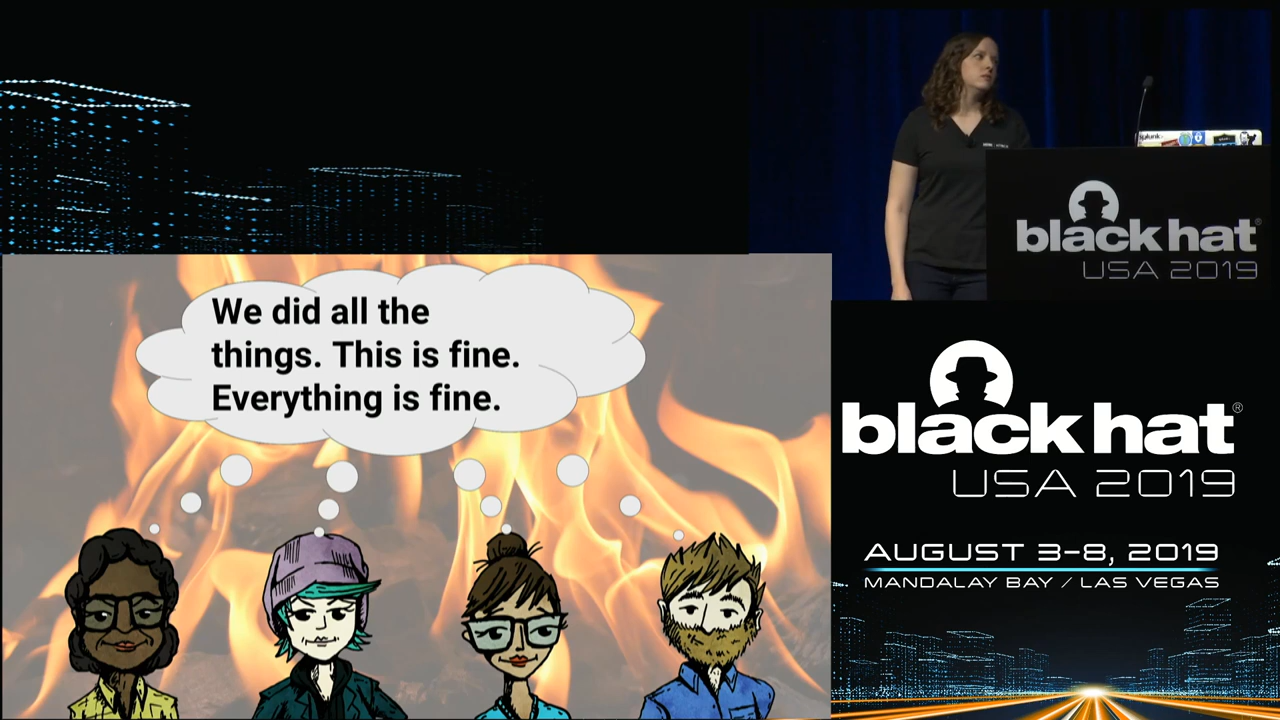 We did all the
things. This is fine.
Everything is fine.
splunk>
black hat®
USA 2019
black hat®
USA 2019
AUGUST 3-8, 2019
MANDALAY BAY / LAS VEGAS